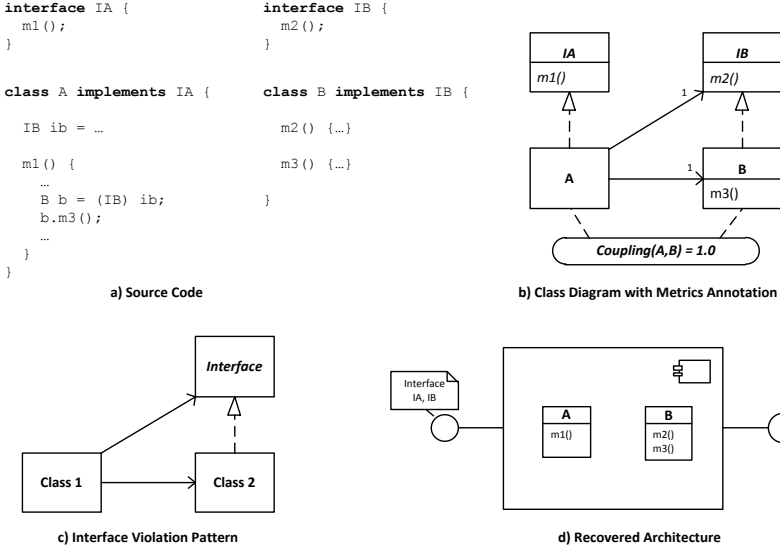 interface IA {
m1();
}
interface IB {
m2();
}
class A implements IA {
IB ib = …
m1() {
…
B b = (IB) ib;
b.m3();
…
}
}
class B implements IB {
m2() {…}
m3() {…}
}
a) Source Code
IA
m1()
IB
m2()
1
A
1
B
m3()
Coupling(A,B) = 1.0
b) Class Diagram with Metrics Annotation
Interface
Class 1
Class 2
c) Interface Violation Pattern
Interface
IA, IB
A
m1()
B
m2()
m3()
d) Recovered Architecture